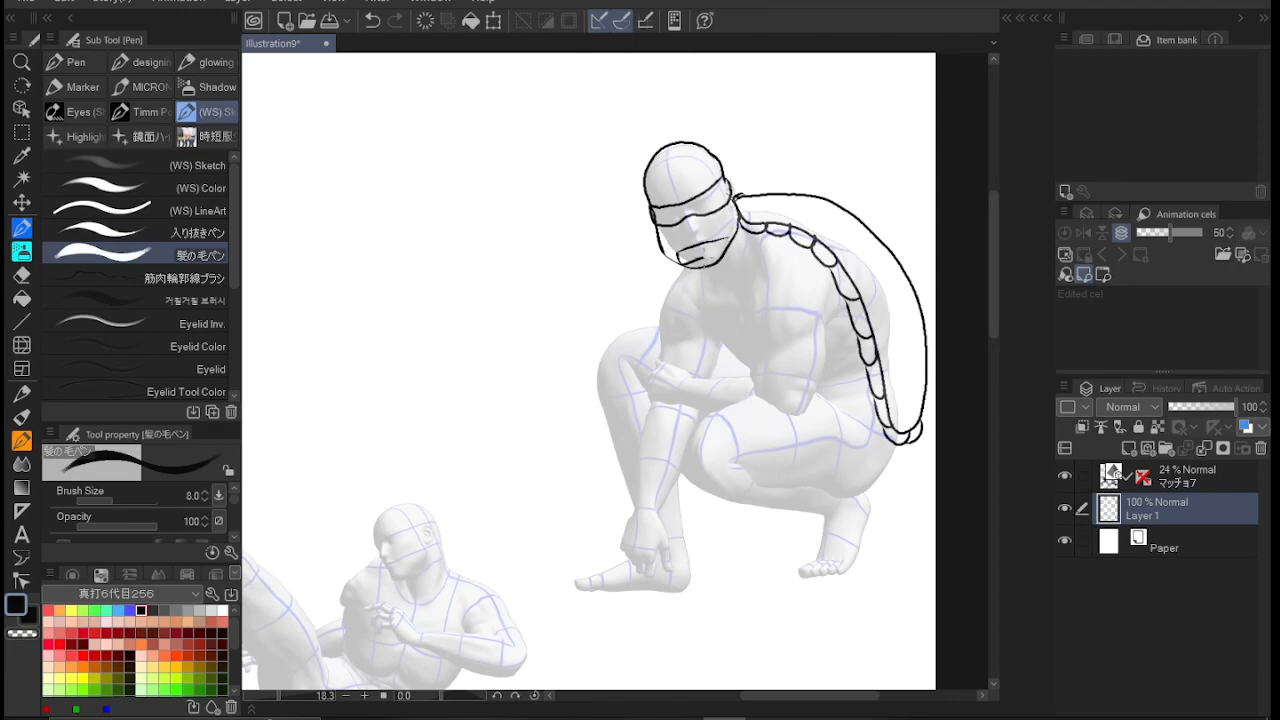 Sub Tool [Pen]
Illustration9*
Item bank
Pen
designin
glowing
Marker
MICRON
Shadow
Eyes (S
Timm Pe
(WS) Sk
Highligh
鏡面ハイ
時短服
(WS) Sketch
(WS) Color
(WS) LineArt
入り抜きペン
髪の毛ペン
筋肉輪郭線ブラシ
Eyelid Inv.
Eyelid Color
Eyelid
Eyelid Tool Color
Animation cels
50
Edited cel
Tool property [髪の毛ペン]
髪の毛ペン
Brush Size
8.0
Opacity
100
真打6代目256
Layer
History
Auto Action
Normal
100
24 % Normal
マッチョ7
100 % Normal
Layer 1
Paper
18.3
0.0